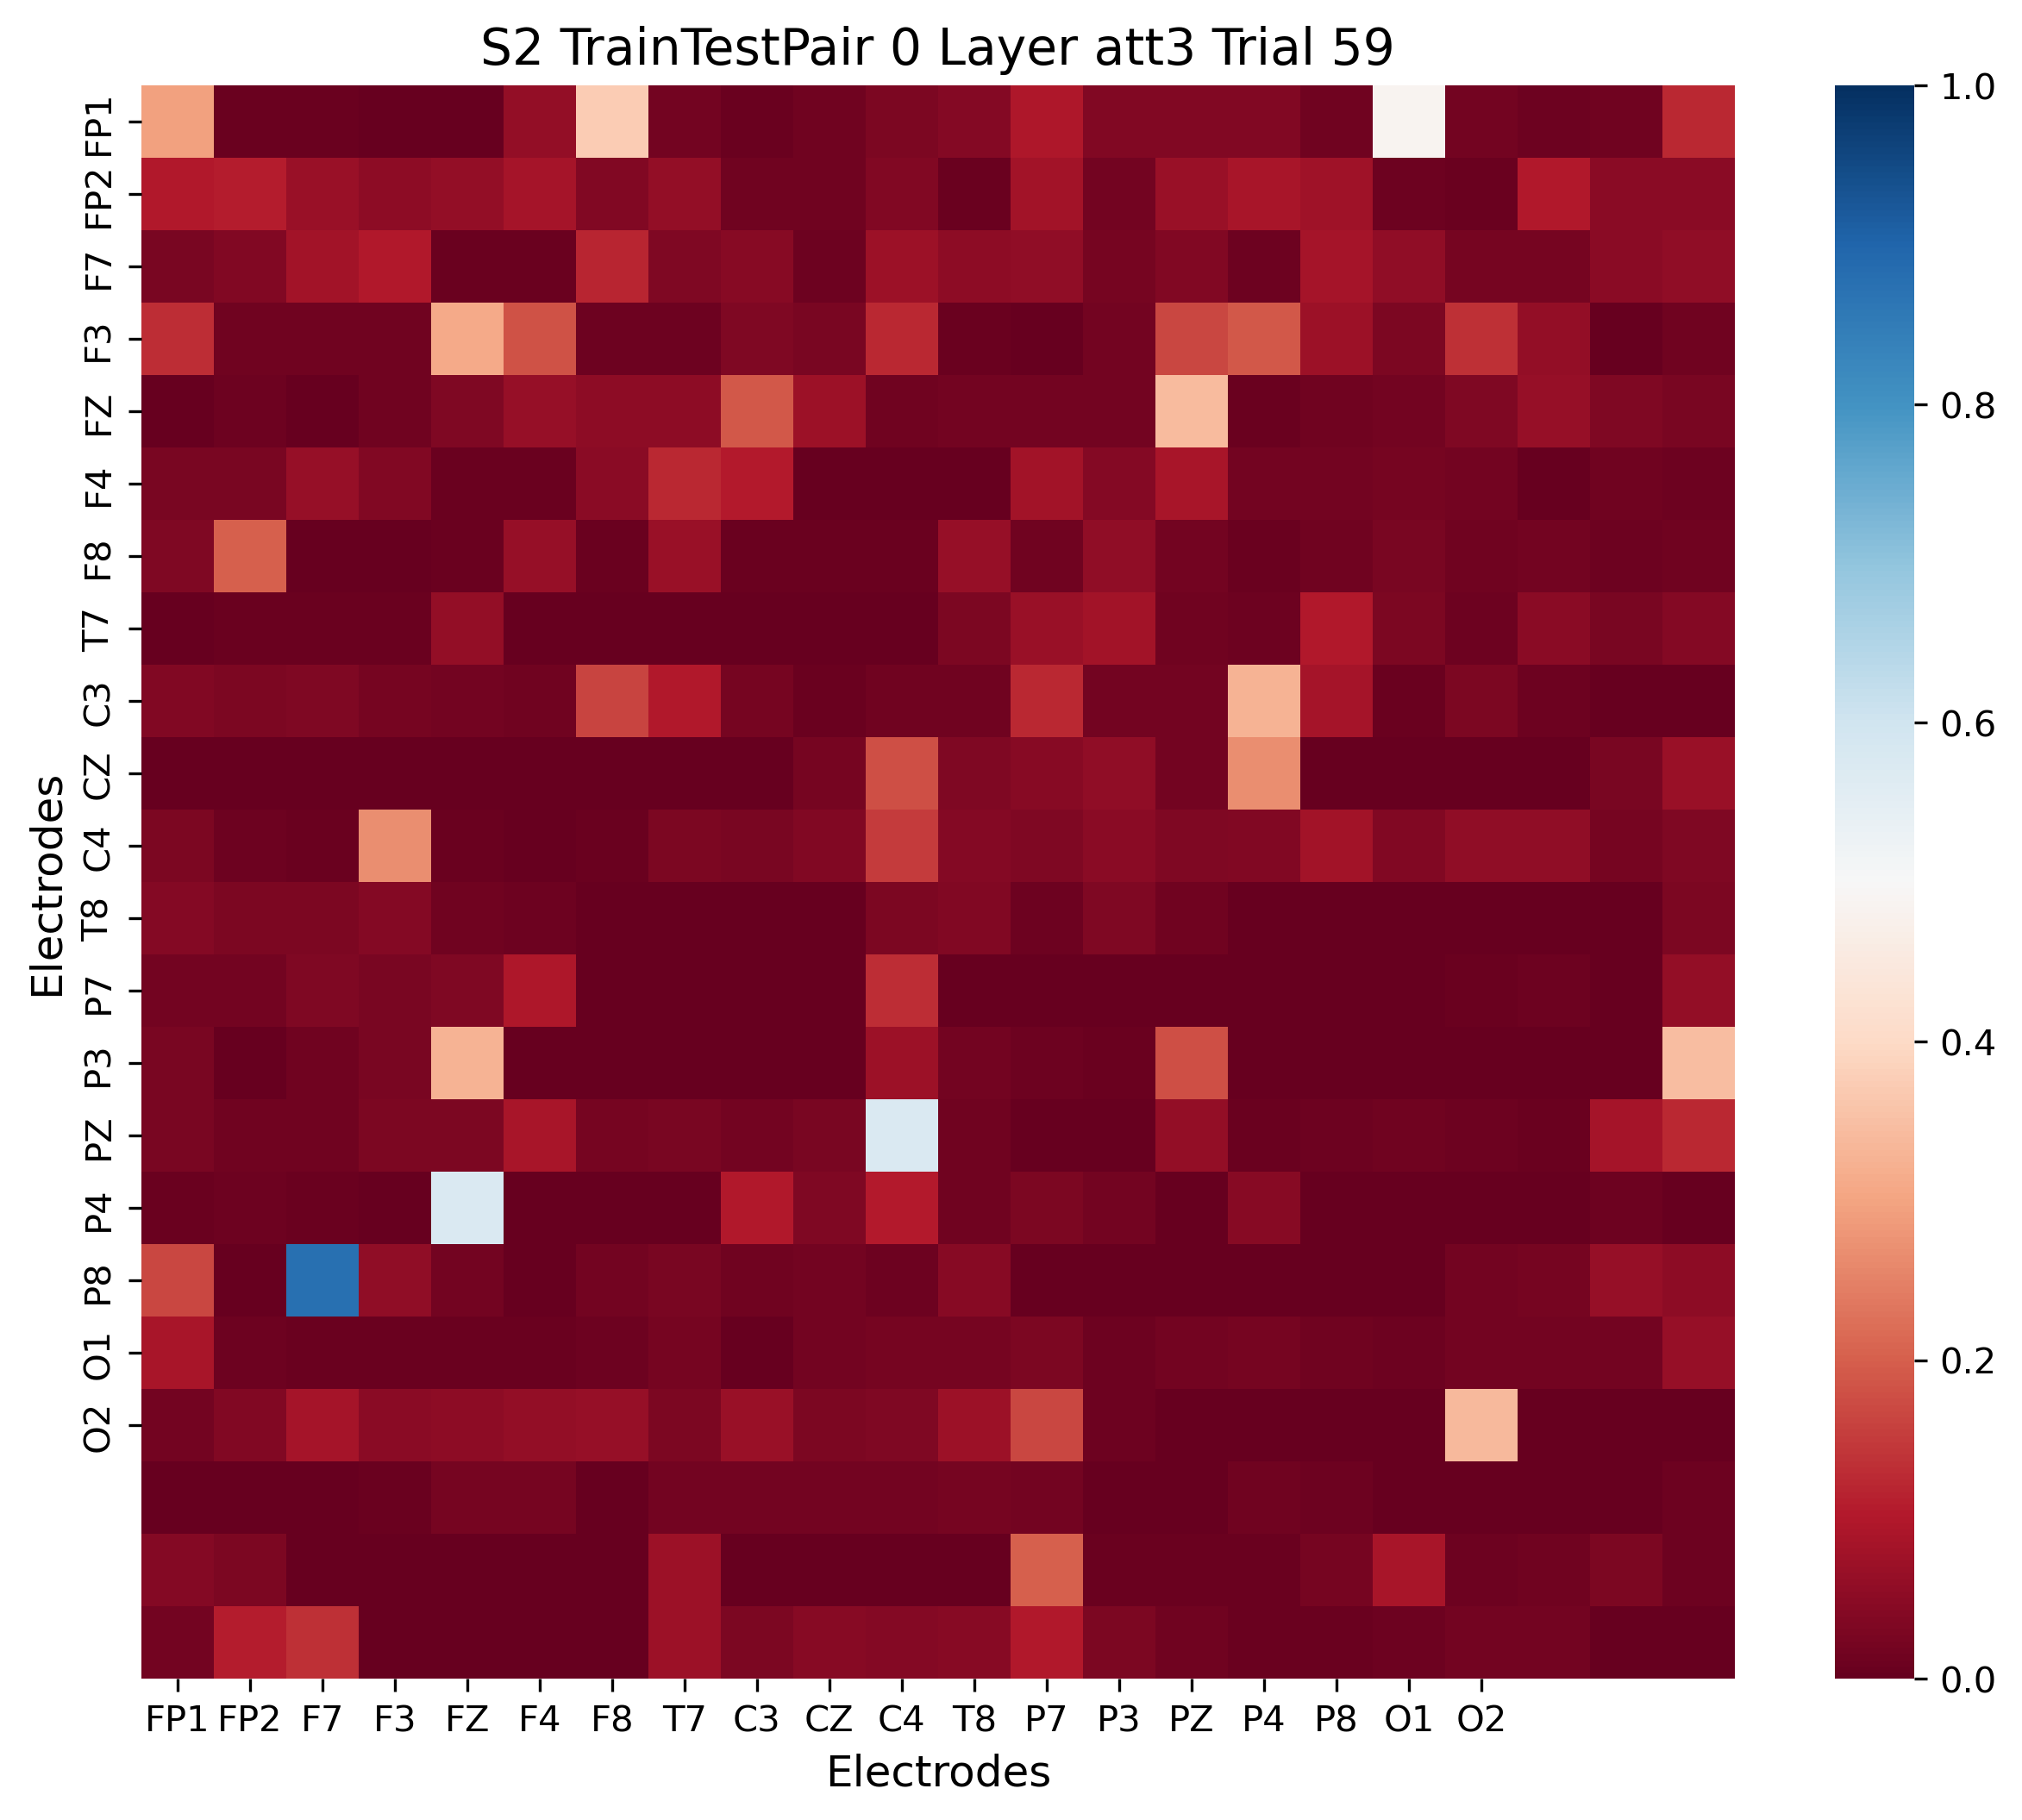 S2 TrainTestPair 0 Layer att3 Trial 59
Electrodes
FP1
FP2
F7
F3
FZ
F4
F8
T7
C3
CZ
C4
T8
P7
P3
PZ
P4
P8
O1
O2
1.0
0.8
0.6
0.4
0.2
0.0
FP1 FP2 F7 F3 FZ F4 F8 T7 C3 CZ C4 T8 P7 P3 PZ P4 P8 O1 O2
Electrodes